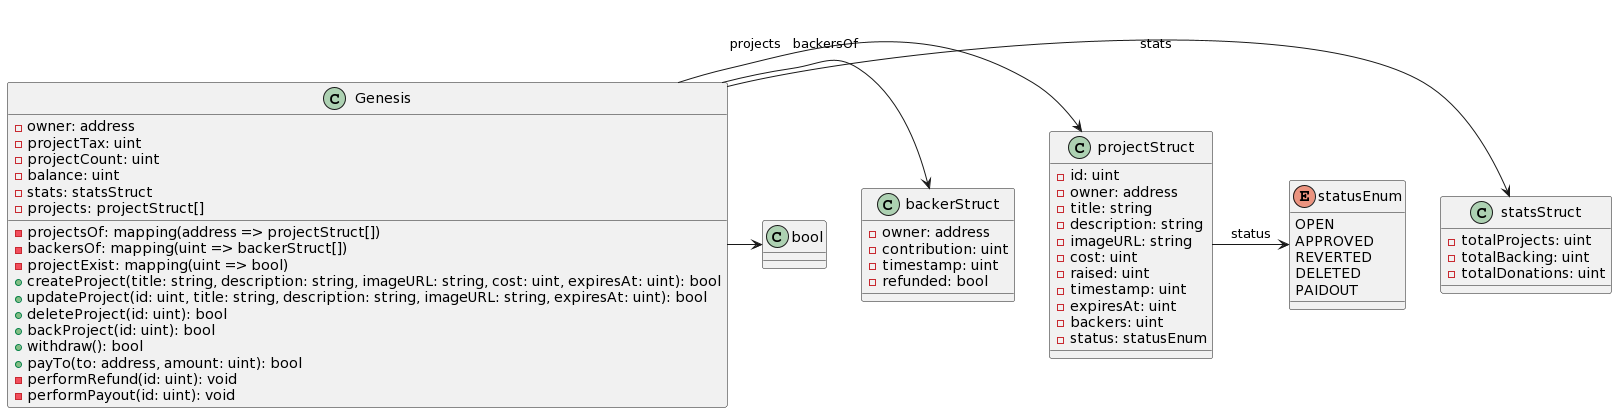 projects
backersOf
stats
C Genesis
owner: address
projectTax: uint
projectCount: uint
balance: uint
stats: statsStruct
projects: projectStruct[]
projectsOf: mapping(address => projectStruct[])
backersOf: mapping(uint => backerStruct[])
projectExist: mapping(uint => bool)
createProject(title: string, description: string, imageURL: string, cost: uint, expiresAt: uint): bool
updateProject(id: uint, title: string, description: string, imageURL: string, expiresAt: uint): bool
deleteProject(id: uint): bool
backProject(id: uint): bool
withdraw(): bool
payTo(to: address, amount: uint): bool
performRefund(id: uint): void
performPayout(id: uint): void
C bool
C backerStruct
owner: address
contribution: uint
timestamp: uint
refunded: bool
C projectStruct
id: uint
owner: address
title: string
description: string
imageURL: string
cost: uint
raised: uint
timestamp: uint
expiresAt: uint
backers: uint
status: statusEnum
status
E statusEnum
OPEN
APPROVED
REVERTED
DELETED
PAIDOUT
C statsStruct
totalProjects: uint
totalBacking: uint
totalDonations: uint